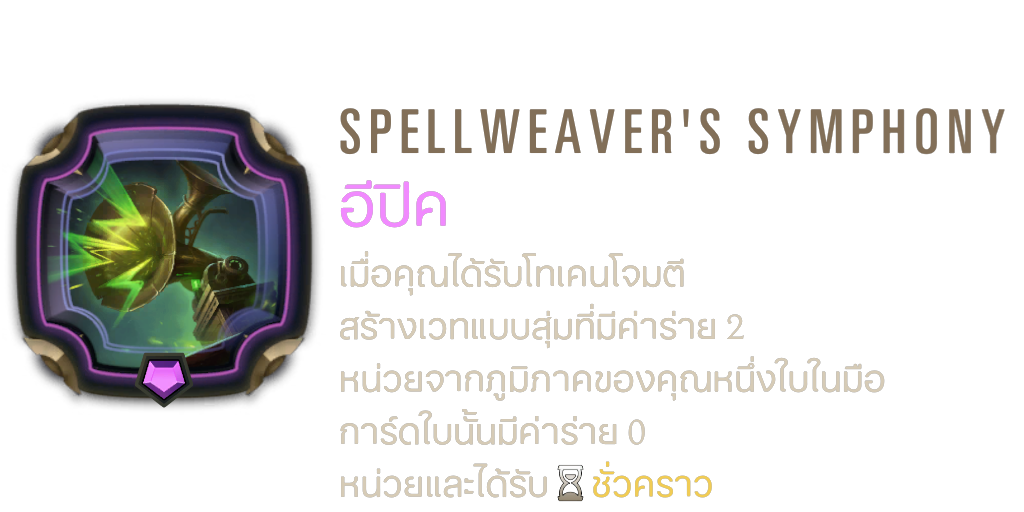 SPELLWEAVER'S SYMPHONY
อีปิค
เมื่อคุณได้รับโทเคนโจมตี
สร้างเวทแบบสุ่มที่มีค่าร่าย 2
หน่วยจากภูมิภาคของคุณหนึ่งใบในมือ
การ์ดใบนั้นมีค่าร่าย 0
หน่วยและได้รับ ชั่วคราว